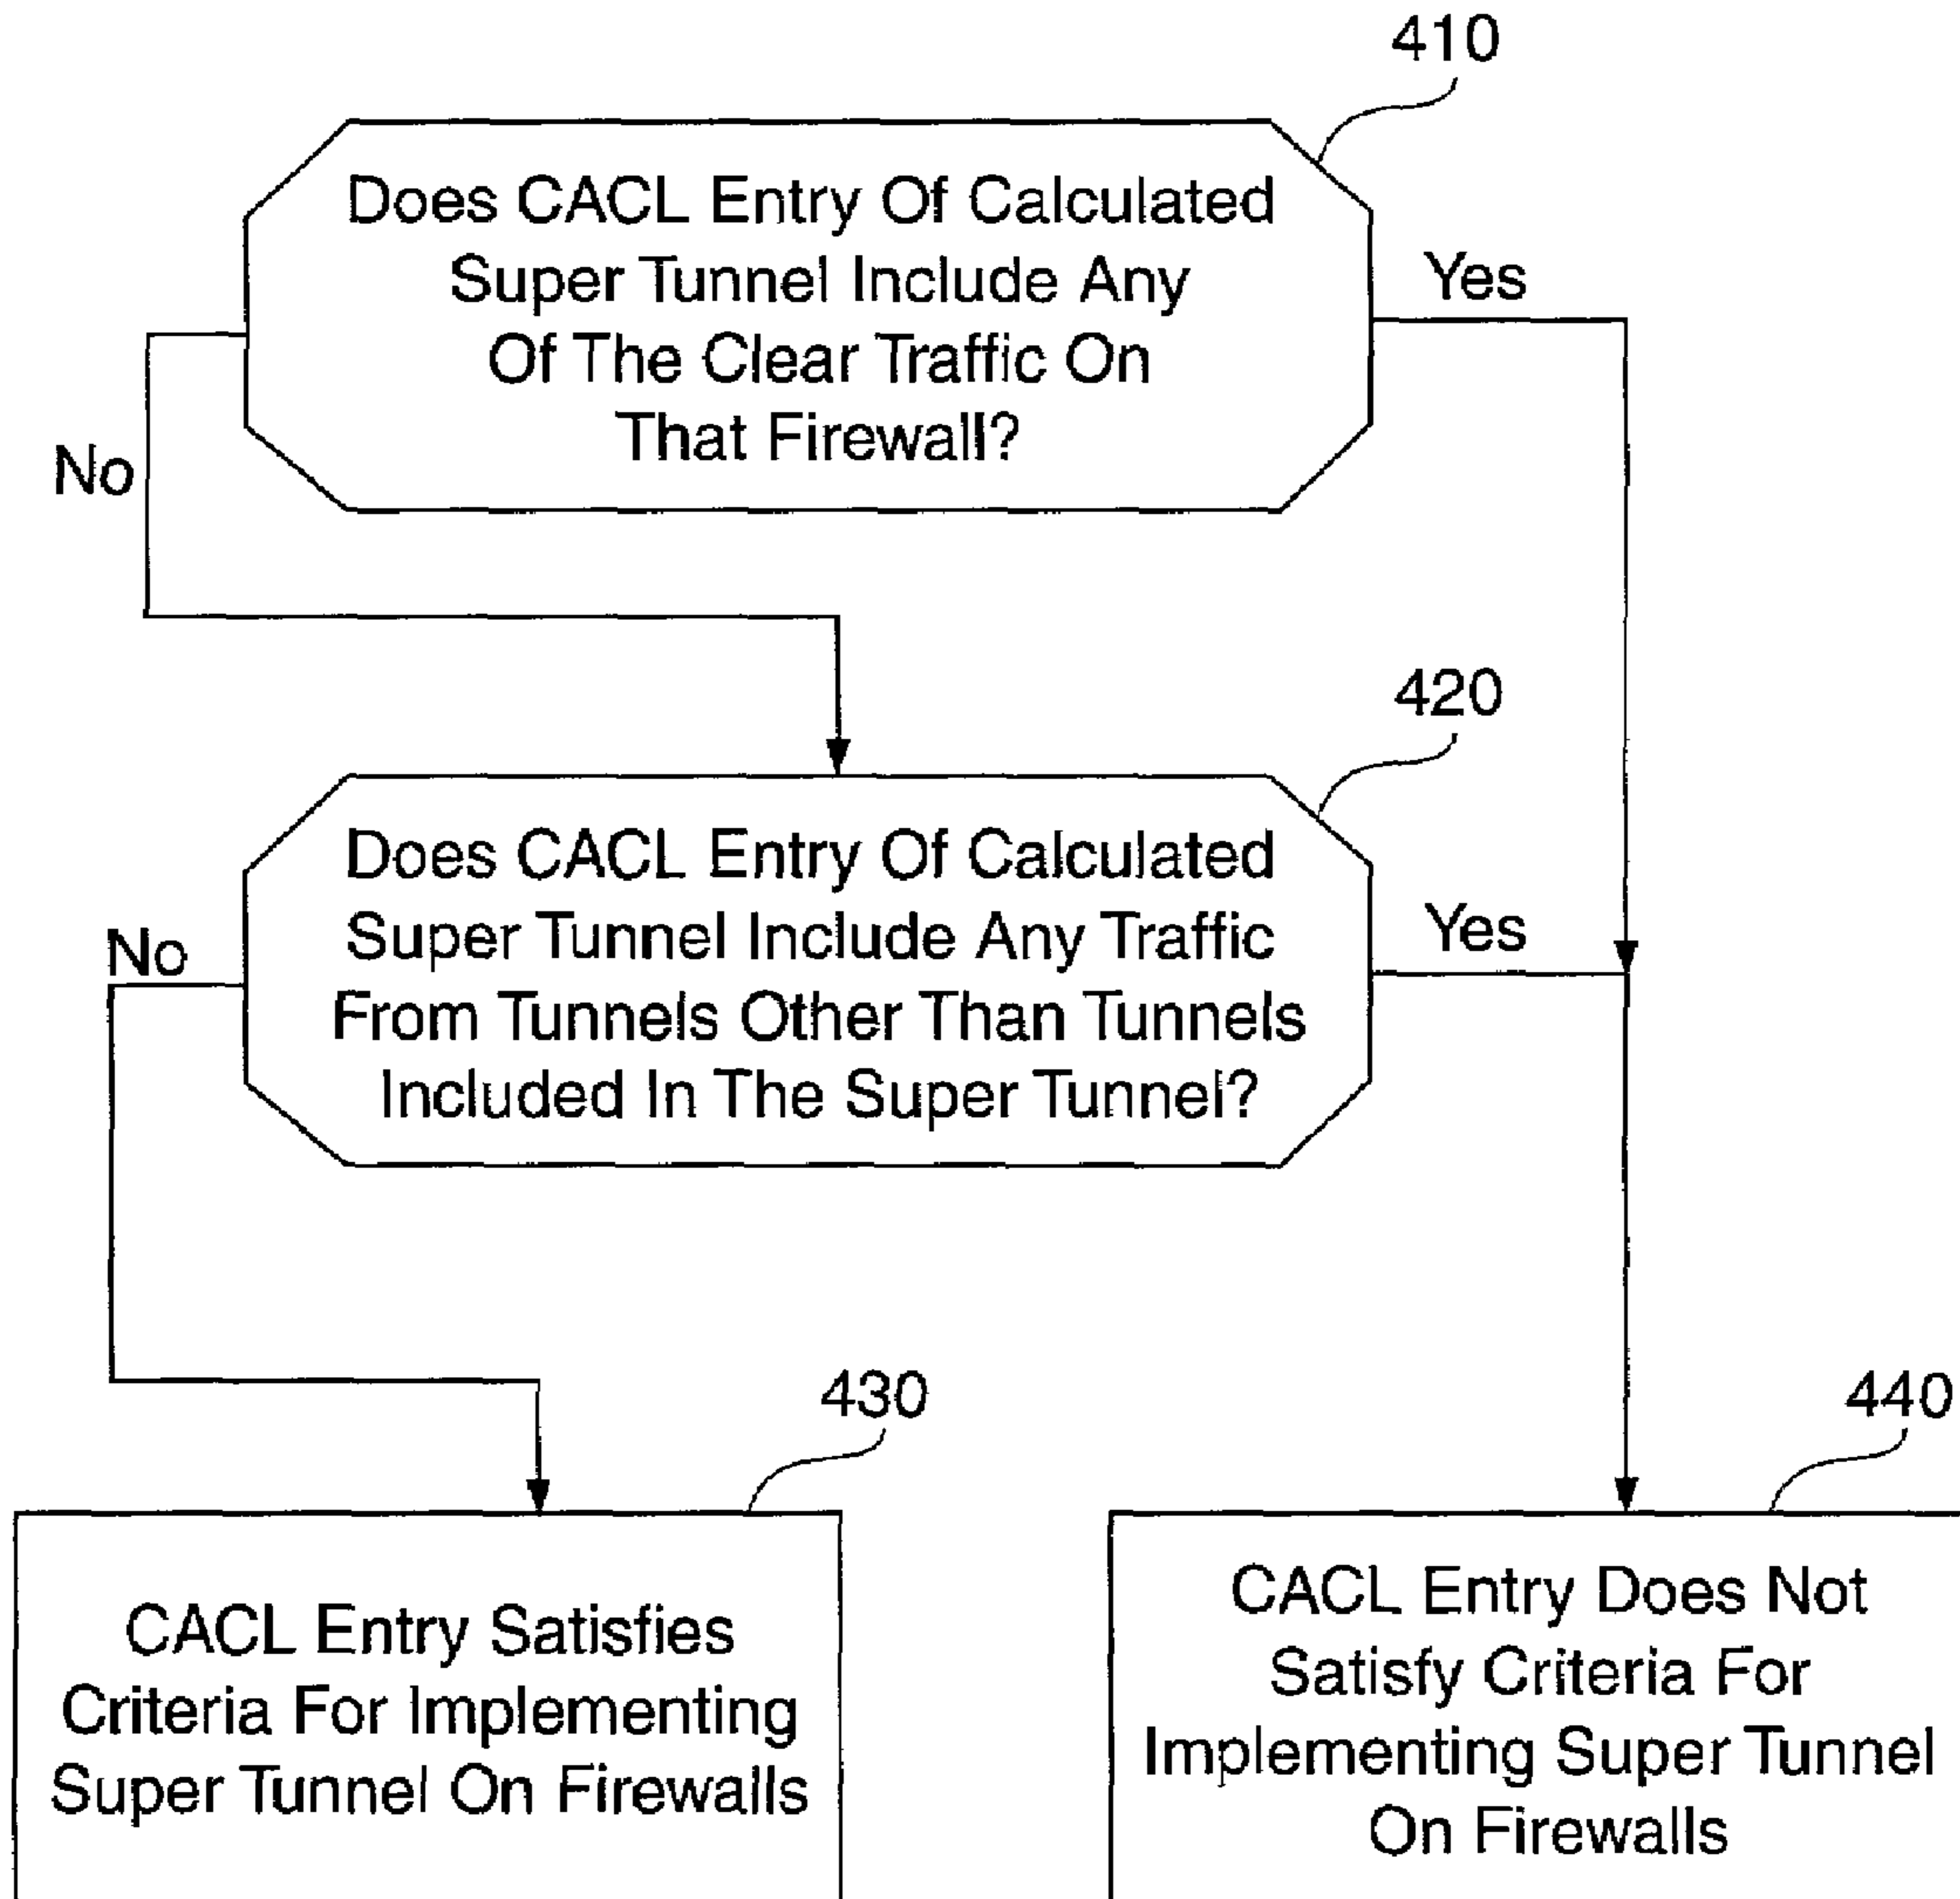 410
Does CACL Entry Of Calculated
Super Tunnel Include Any
Of The Clear Traffic On
That Firewall?
Yes
No
420
Does CACL Entry Of Calculated
Super Tunnel Include Any Traffic
From Tunnels Other Than Tunnels
Included In The Super Tunnel?
Yes
No
430
CACL Entry Satisfies
Criteria For Implementing
Super Tunnel On Firewalls
440
CACL Entry Does Not
Satisfy Criteria For
Implementing Super Tunnel
On Firewalls